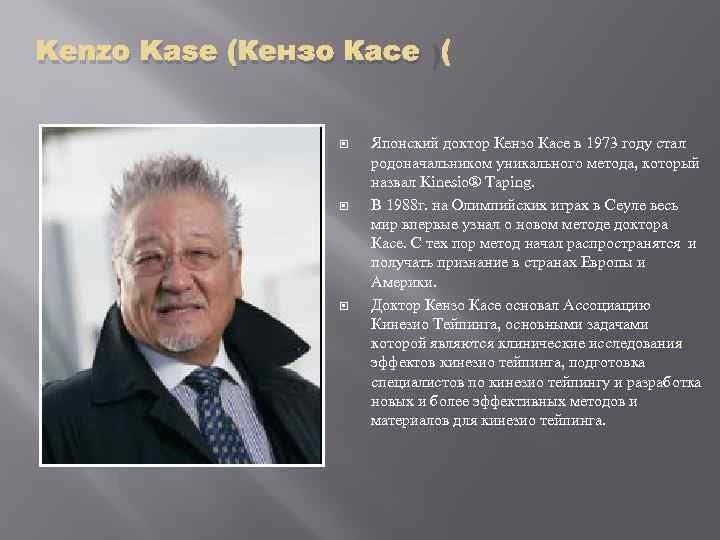 Kenzo Kase (Кензо Касе )(
Японский доктор Кензо Касе в 1973 году стал
родоначальником уникального метода, который
назвал Kinesio® Taping.
В 1988г. на Олимпийских играх в Сеуле весь
мир впервые узнал о новом методе доктора
Касе. С тех пор метод начал распространятся и
получать признание в странах Европы и
Америки.
Доктор Кензо Касе основал Ассоциацию
Кинезио Тейпинга, основными задачами
которой являются клинические исследования
эффектов кинезио тейпинга, подготовка
специалистов по кинезио тейпингу и разработка
новых и более эффективных методов и
материалов для кинезио тейпинга.